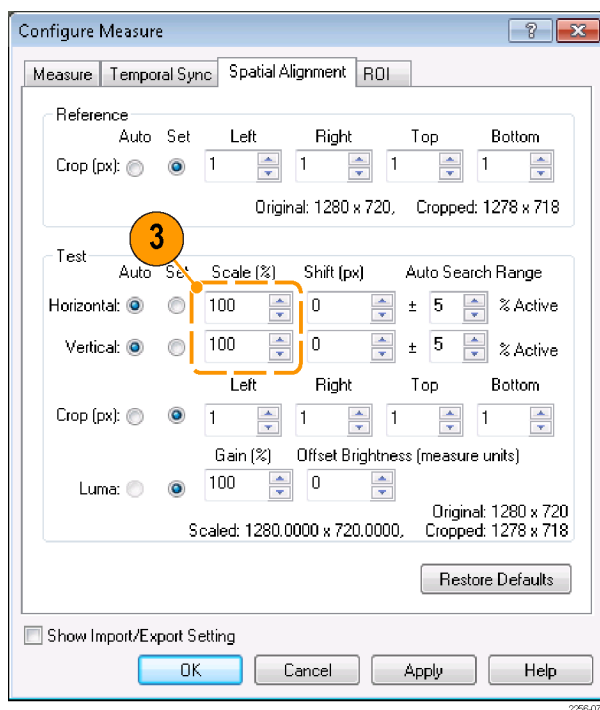 Configure Measure
Measure Temporal Sync Spatial Alignment ROI
Reference
Auto Set Left Right Top Bottom
Crop (px): 1 1 1 1
Original: 1280 x 720, Cropped: 1278 x 718
3
Test
Auto Set Scale (%) Shift (px) Auto Search Range
Horizontal: 100 0 ± 5 % Active
Vertical: 100 0 ± 5 % Active
Left Right Top Bottom
Crop (px): 1 1 1 1
Gain (%) Offset Brightness (measure units)
Luma: 100 0
Original: 1280 x 720
Scaled: 1280.0000 x 720.0000, Cropped: 1278 x 718
Restore Defaults
Show Import/Export Setting
OK Cancel Apply Help
2256-07